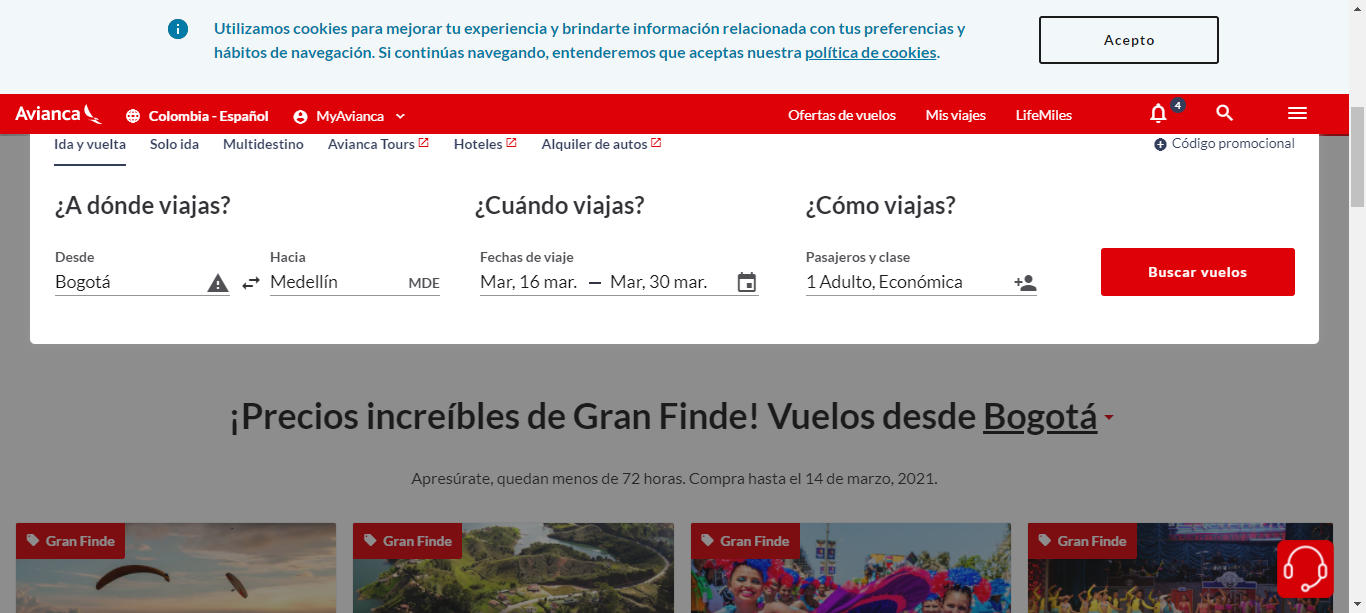 Utilizamos cookies para mejorar tu experiencia y brindarte información relacionada con tus preferencias y
hábitos de navegación. Si continúas navegando, entenderemos que aceptas nuestra política de cookies.
Acepto
Avianca
Colombia - Español
MyAvianca
Ofertas de vuelos
Mis viajes
LifeMiles
4
Ida y vuelta
Solo ida
Multidestino
Avianca Tours
Hoteles
Alquiler de autos
Código promocional
¿A dónde viajas?
¿Cuándo viajas?
¿Cómo viajas?
Desde
Hacia
Fechas de viaje
Pasajeros y clase
Bogotá
Medellín
MDE
Mar, 16 mar. — Mar, 30 mar.
1 Adulto, Económica
Buscar vuelos
¡Precios increíbles de Gran Finde! Vuelos desde Bogotá
Apresúrate, quedan menos de 72 horas. Compra hasta el 14 de marzo, 2021.
Gran Finde
Gran Finde
Gran Finde
Gran Finde